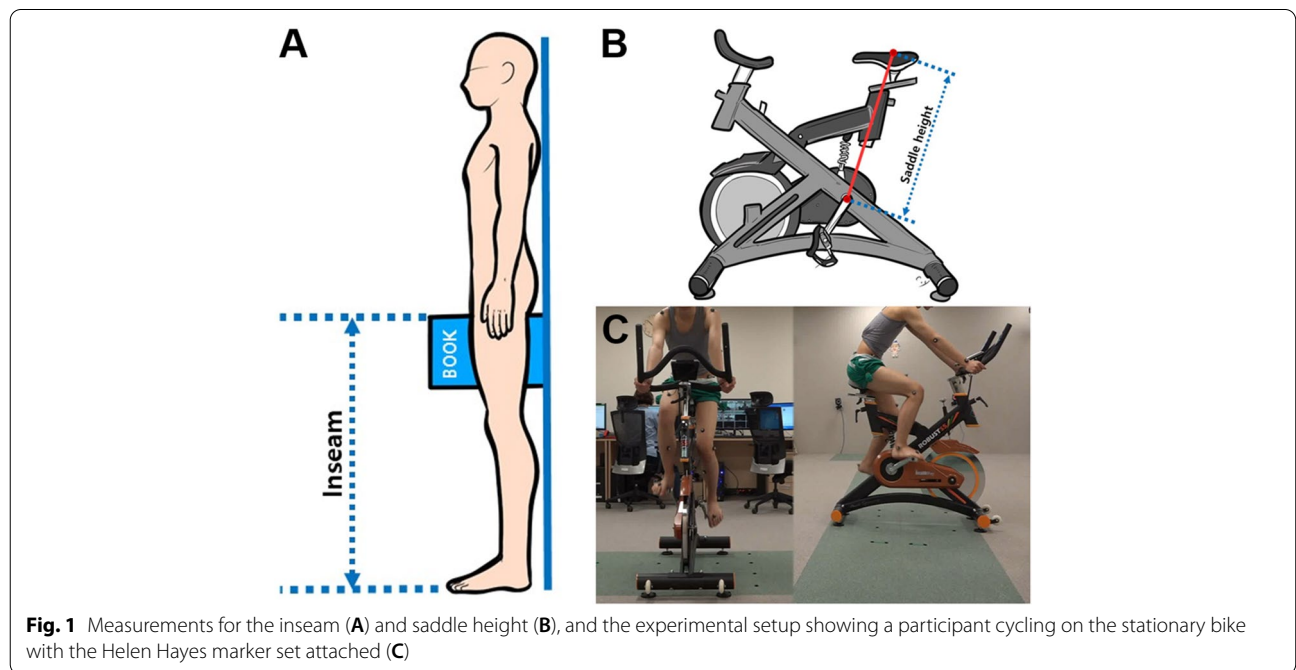 A
BOOK
Inseam
B
Saddle height
C
ROBUST
Fig. 1 Measurements for the inseam (A) and saddle height (B), and the experimental setup showing a participant cycling on the stationary bike
with the Helen Hayes marker set attached (C)